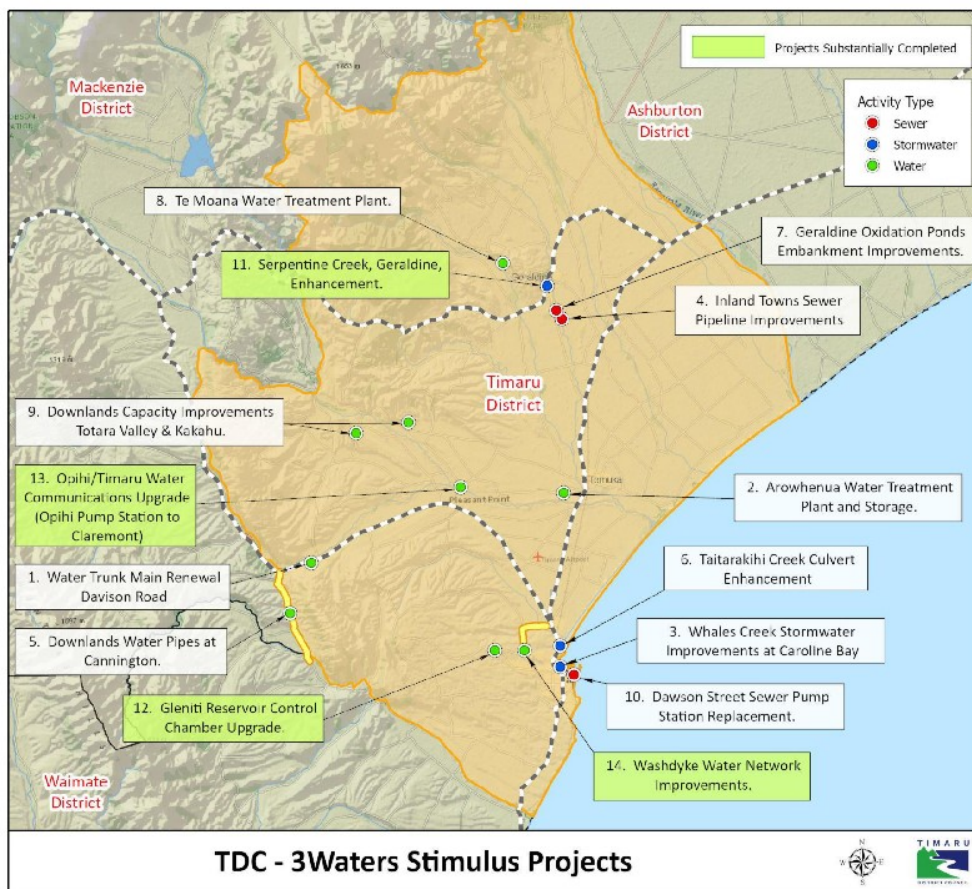 Projects Substantially Completed
Activity Type
Sewer
Stormwater
Water
Mackenzie
District
Ashburton
District
8. Te Moana Water Treatment Plant.
11. Serpentine Creek, Geraldine,
Enhancement.
7. Geraldine Oxidation Ponds
Embankment Improvements.
4. Inland Towns Sewer
Pipeline Improvements
Timaru
District
9. Downlands Capacity Improvements
Totara Valley & Kakahu.
13. Opihi/Timaru Water
Communications Upgrade
(Opihi Pump Station to
Claremont)
Pleasant Point
2. Arowhenua Water Treatment
Plant and Storage.
1. Water Trunk Main Renewal
Davison Road
6. Taitarakihi Creek Culvert
Enhancement
5. Downlands Water Pipes at
Cannington.
3. Whales Creek Stormwater
Improvements at Caroline Bay
12. Gleniti Reservoir Control
Chamber Upgrade.
10. Dawson Street Sewer Pump
Station Replacement.
14. Washdyke Water Network
Improvements.
Waimate
District
TDC - 3Waters Stimulus Projects
N
W
E
S
TIMARU
DISTRICT COUNCIL